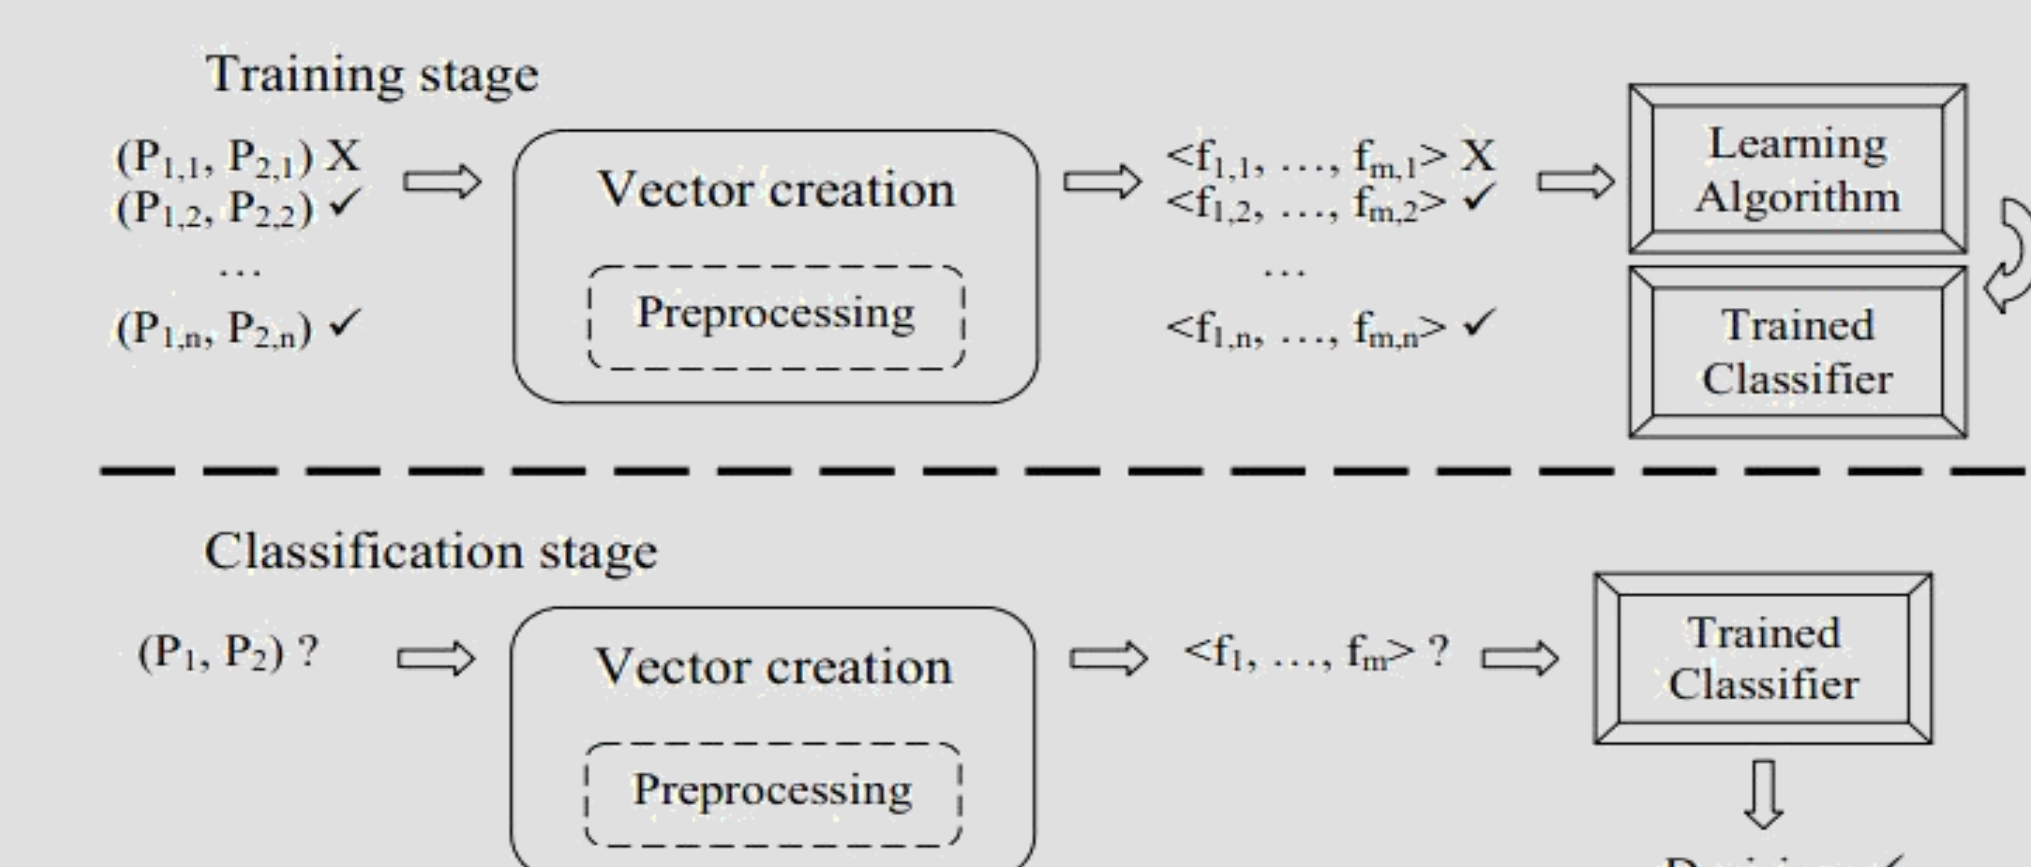 Training stage
(P1,1, P2,1) X
(P1,2, P2,2) ✓
…
(P1,n, P2,n) ✓
Vector creation
Preprocessing
<f1,1, …, fm,1> X
<f1,2, …, fm,2> ✓
…
<f1,n, …, fm,n> ✓
Learning
Algorithm
Trained
Classifier
Classification stage
(P1, P2) ?
Vector creation
Preprocessing
<f1, …, fm> ?
Trained
Classifier